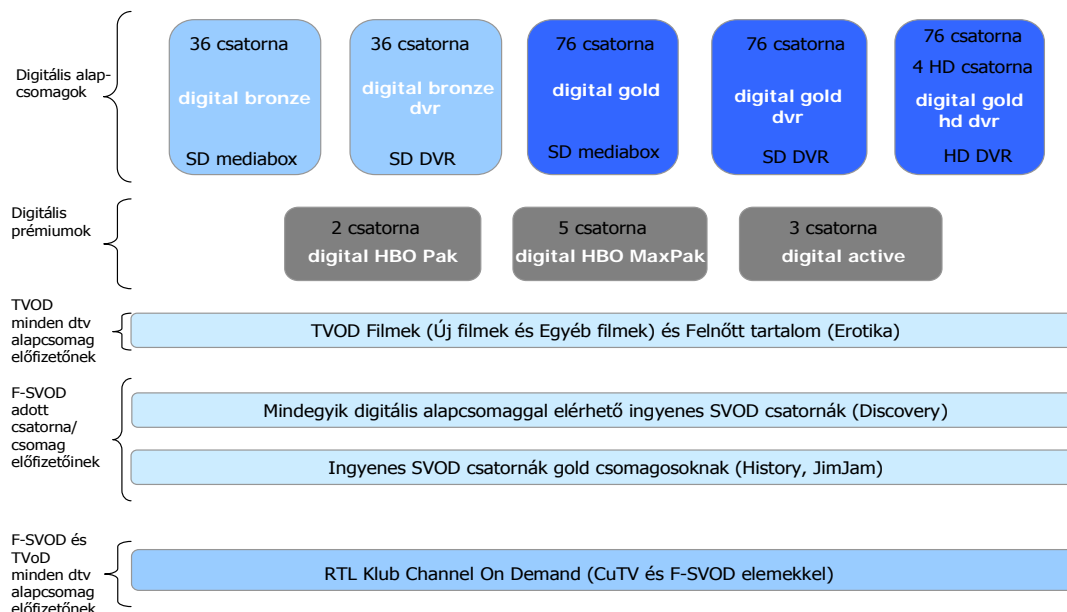 Digitális alap-
csomagok
36 csatorna
digital bronze
SD mediabox
36 csatorna
digital bronze
dvr
SD DVR
76 csatorna
digital gold
SD mediabox
76 csatorna
digital gold
dvr
SD DVR
76 csatorna
4 HD csatorna
digital gold
hd dvr
HD DVR
Digitális
prémiumok
2 csatorna
digital HBO Pak
5 csatorna
digital HBO MaxPak
3 csatorna
digital active
TVOD
minden dtv
alapcsomag
előfizetőnek
TVOD Filmek (Új filmek és Egyéb filmek) és Felnőtt tartalom (Erotika)
F-SVOD
adott
csatorna/
csomag
előfizetőinek
Mindegyik digitális alapcsomaggal elérhető ingyenes SVOD csatornák (Discovery)
Ingyenes SVOD csatornák gold csomagosoknak (History, JimJam)
F-SVOD és
TVoD
minden dtv
alapcsomag
előfizetőnek
RTL Klub Channel On Demand (CuTV és F-SVOD elemekkel)